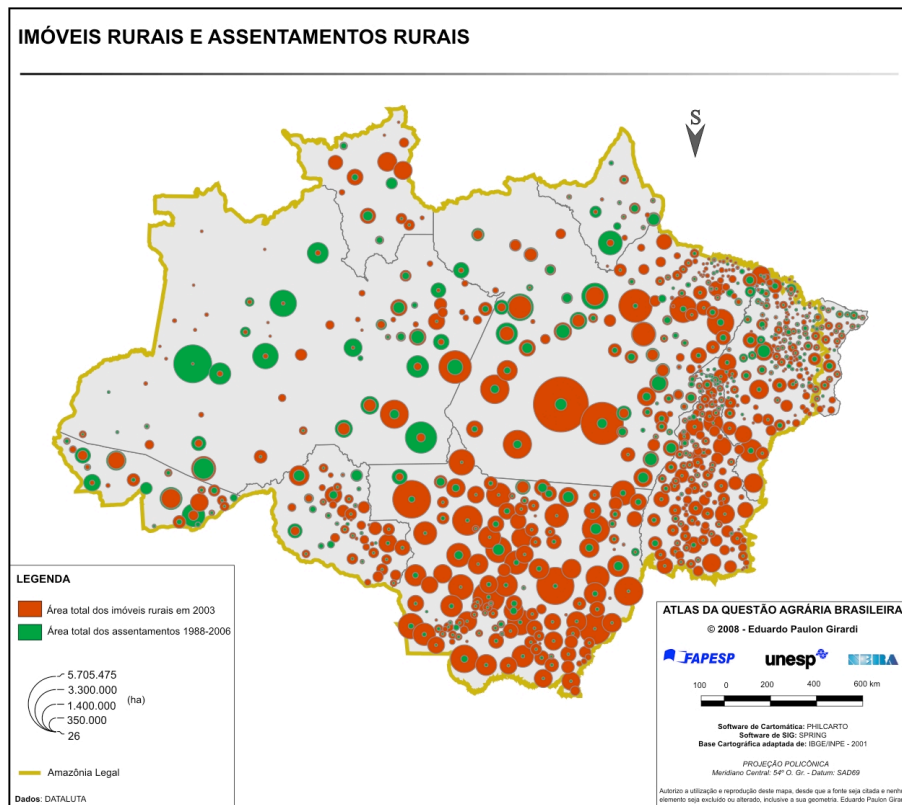 IMÓVEIS RURAIS E ASSENTAMENTOS RURAIS
S
LEGENDA
Área total dos imóveis rurais em 2003
Área total dos assentamentos 1988-2006
5.705.475
3.300.000
(ha)
1.400.000
350.000
26
Amazônia Legal
Dados: DATALUTA
ATLAS DA QUESTÃO AGRÁRIA BRASILEIRA
© 2008 - Eduardo Paulon Girardi
FAPESP unesp NERA
100 0 200 400 600 km
Software de Cartomática: PHILCARTO
Software de SIG: SPRING
Base Cartográfica adaptada de: IBGE/INPE - 2001
PROJEÇÃO POLICÔNICA
Meridiano Central: 54º O. Gr. - Datum: SAD69
Autorizo a utilização e reprodução deste mapa, desde que a fonte seja citada e
elemento seja excluído ou alterado, inclusive a sua geometria. Eduardo Paulon